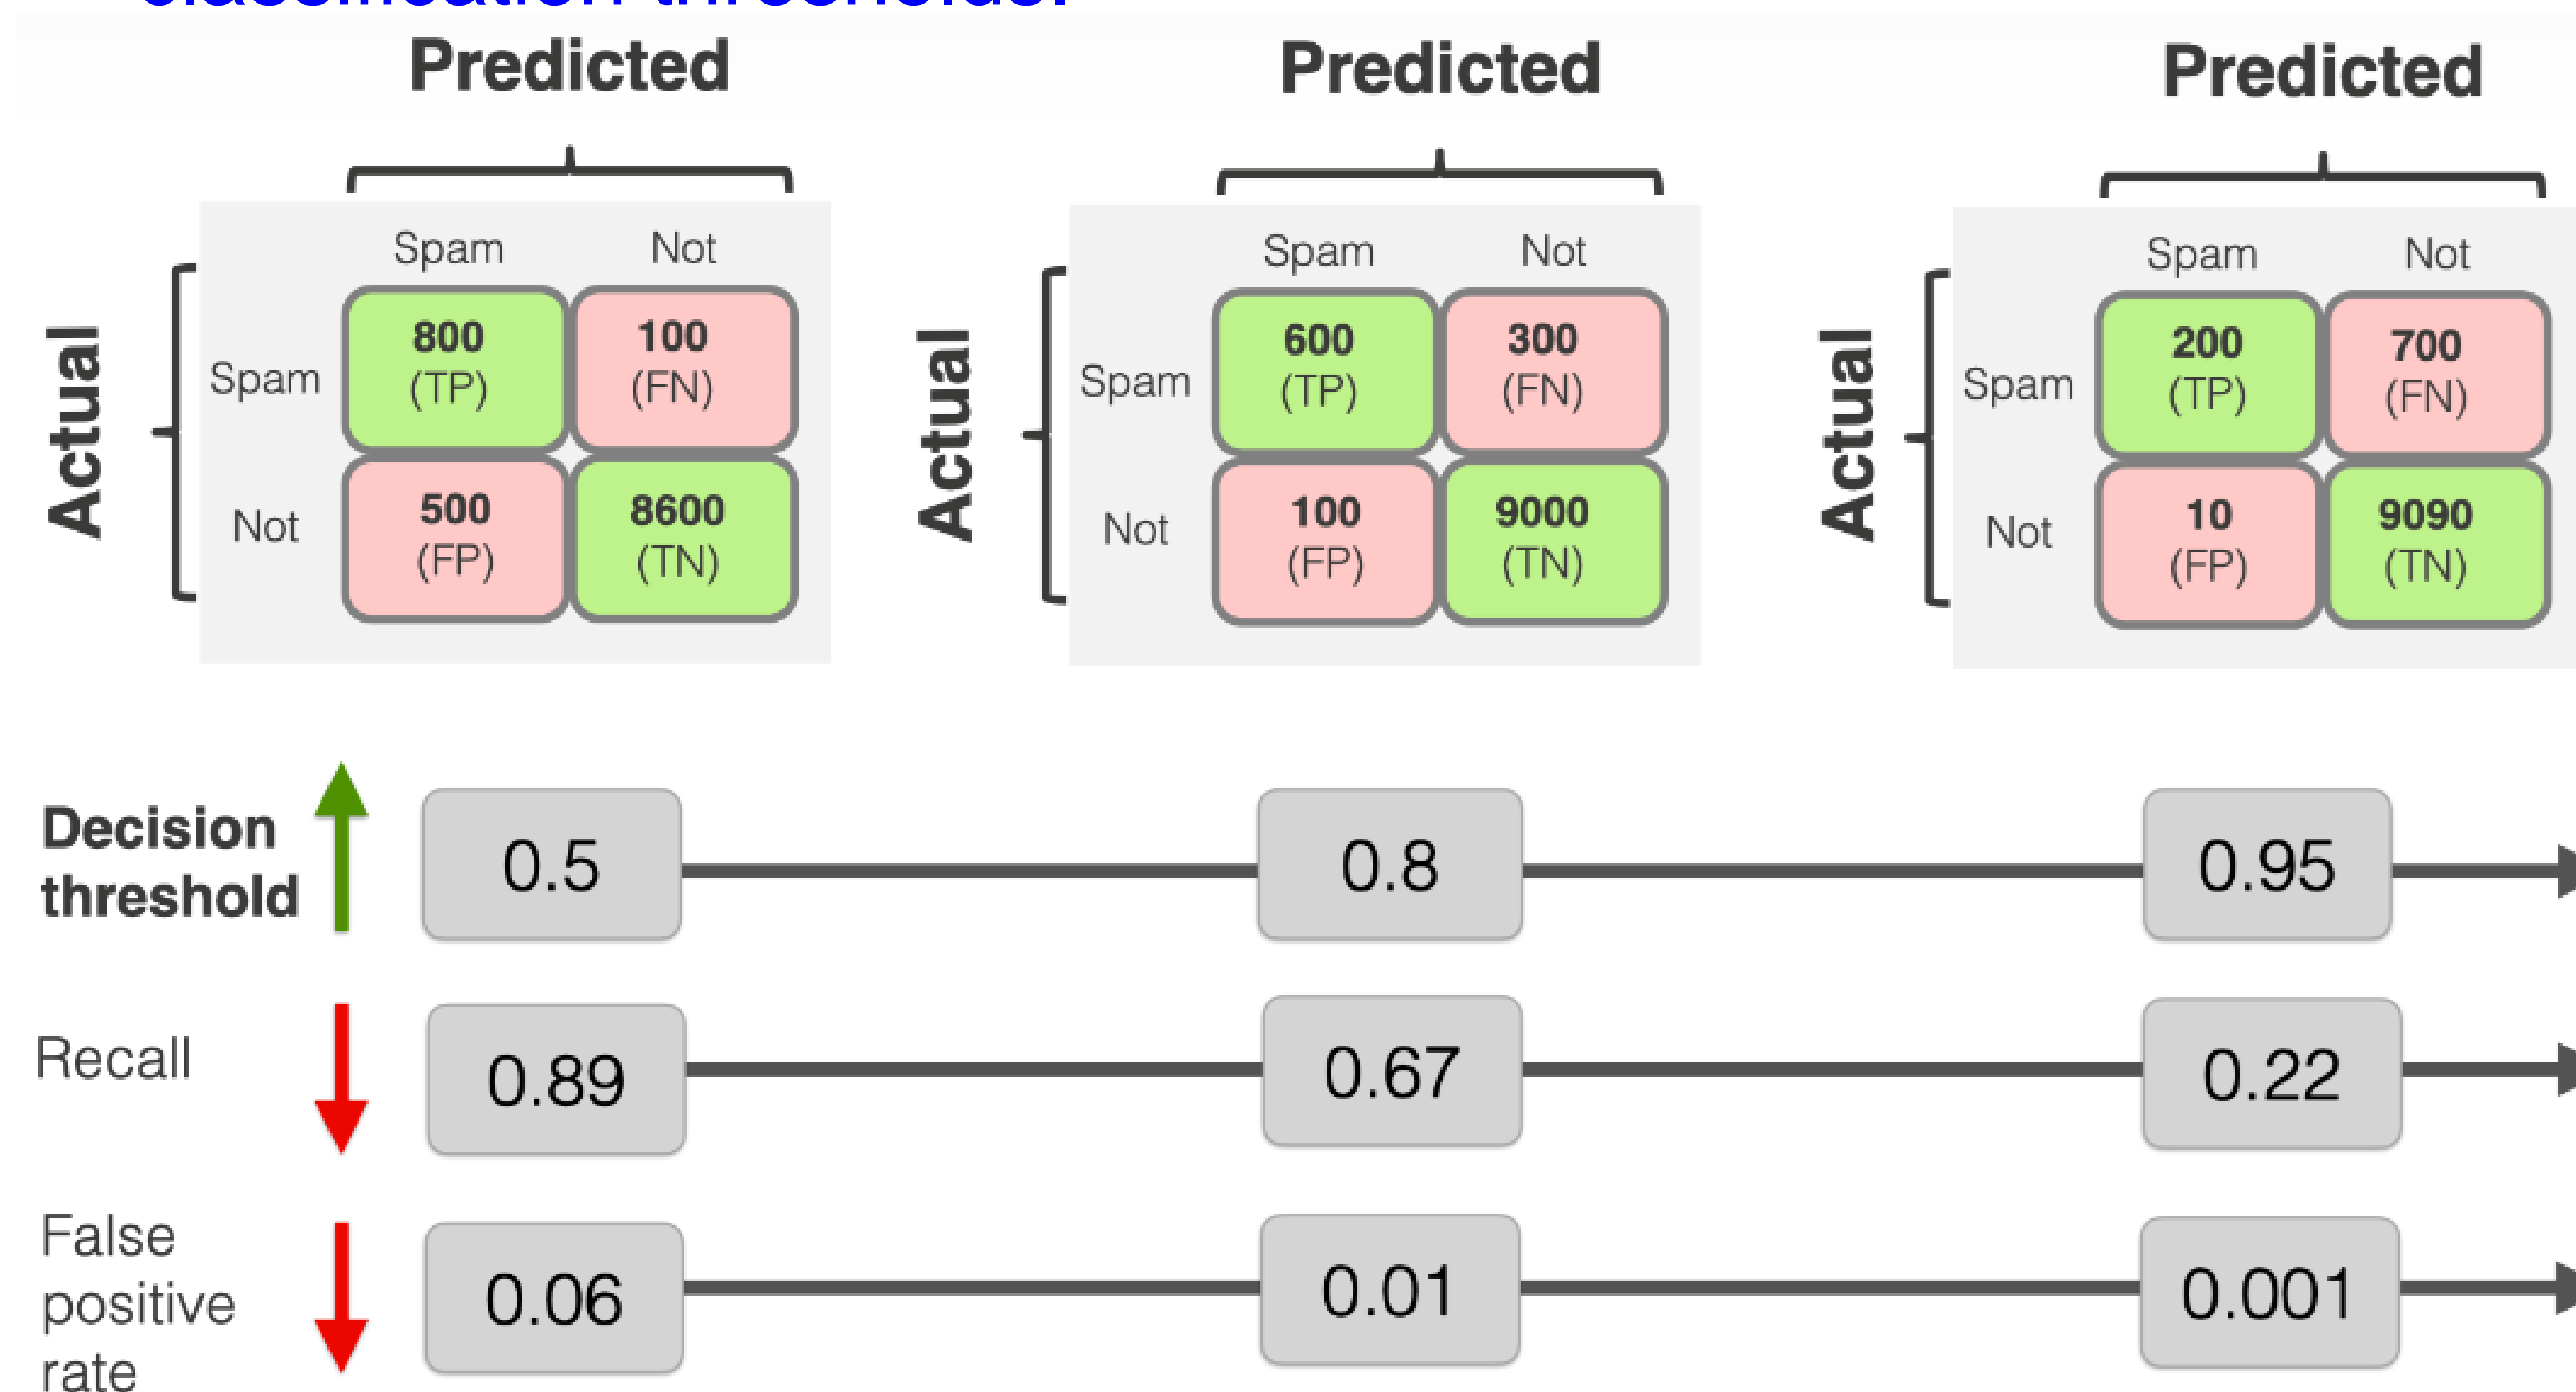 classification thresholds.
Predicted Predicted Predicted
Spam Not Spam Not Spam Not
Actual Spam 800 100 Actual Spam 600 300 Actual Spam 200 700
(TP) (FN) (TP) (FN) (TP) (FN)
Not 500 8600 Not 100 9000 Not 10 9090
(FP) (TN) (FP) (TN) (FP) (TN)
Decision
threshold
0.5 0.8 0.95
Recall 0.89 0.67 0.22
False
positive
rate
0.06 0.01 0.001